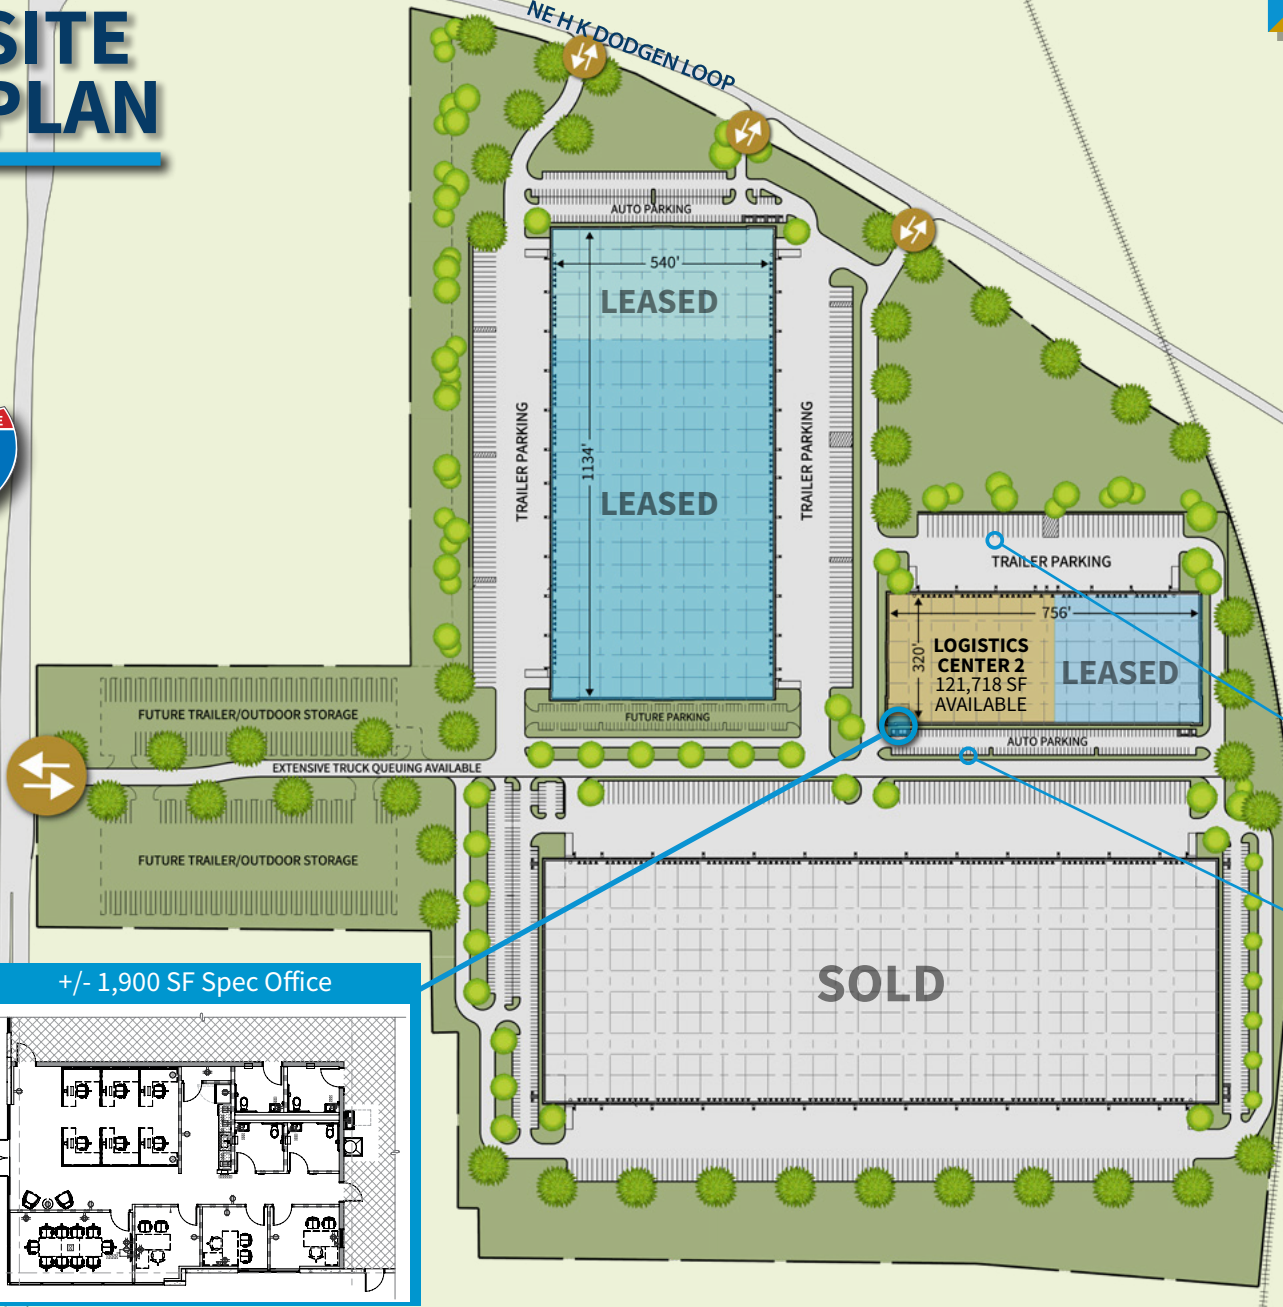 SITE
PLAN
NE H K DODGEN LOOP
AUTO PARKING
540'
LEASED
1134'
LEASED
TRAILER PARKING
TRAILER PARKING
TRAILER PARKING
756'
320'
LOGISTICS
CENTER 2
121,718 SF
AVAILABLE
LEASED
AUTO PARKING
FUTURE TRAILER/OUTDOOR STORAGE
FUTURE PARKING
EXTENSIVE TRUCK QUEUING AVAILABLE
FUTURE TRAILER/OUTDOOR STORAGE
SOLD
+/- 1,900 SF Spec Office